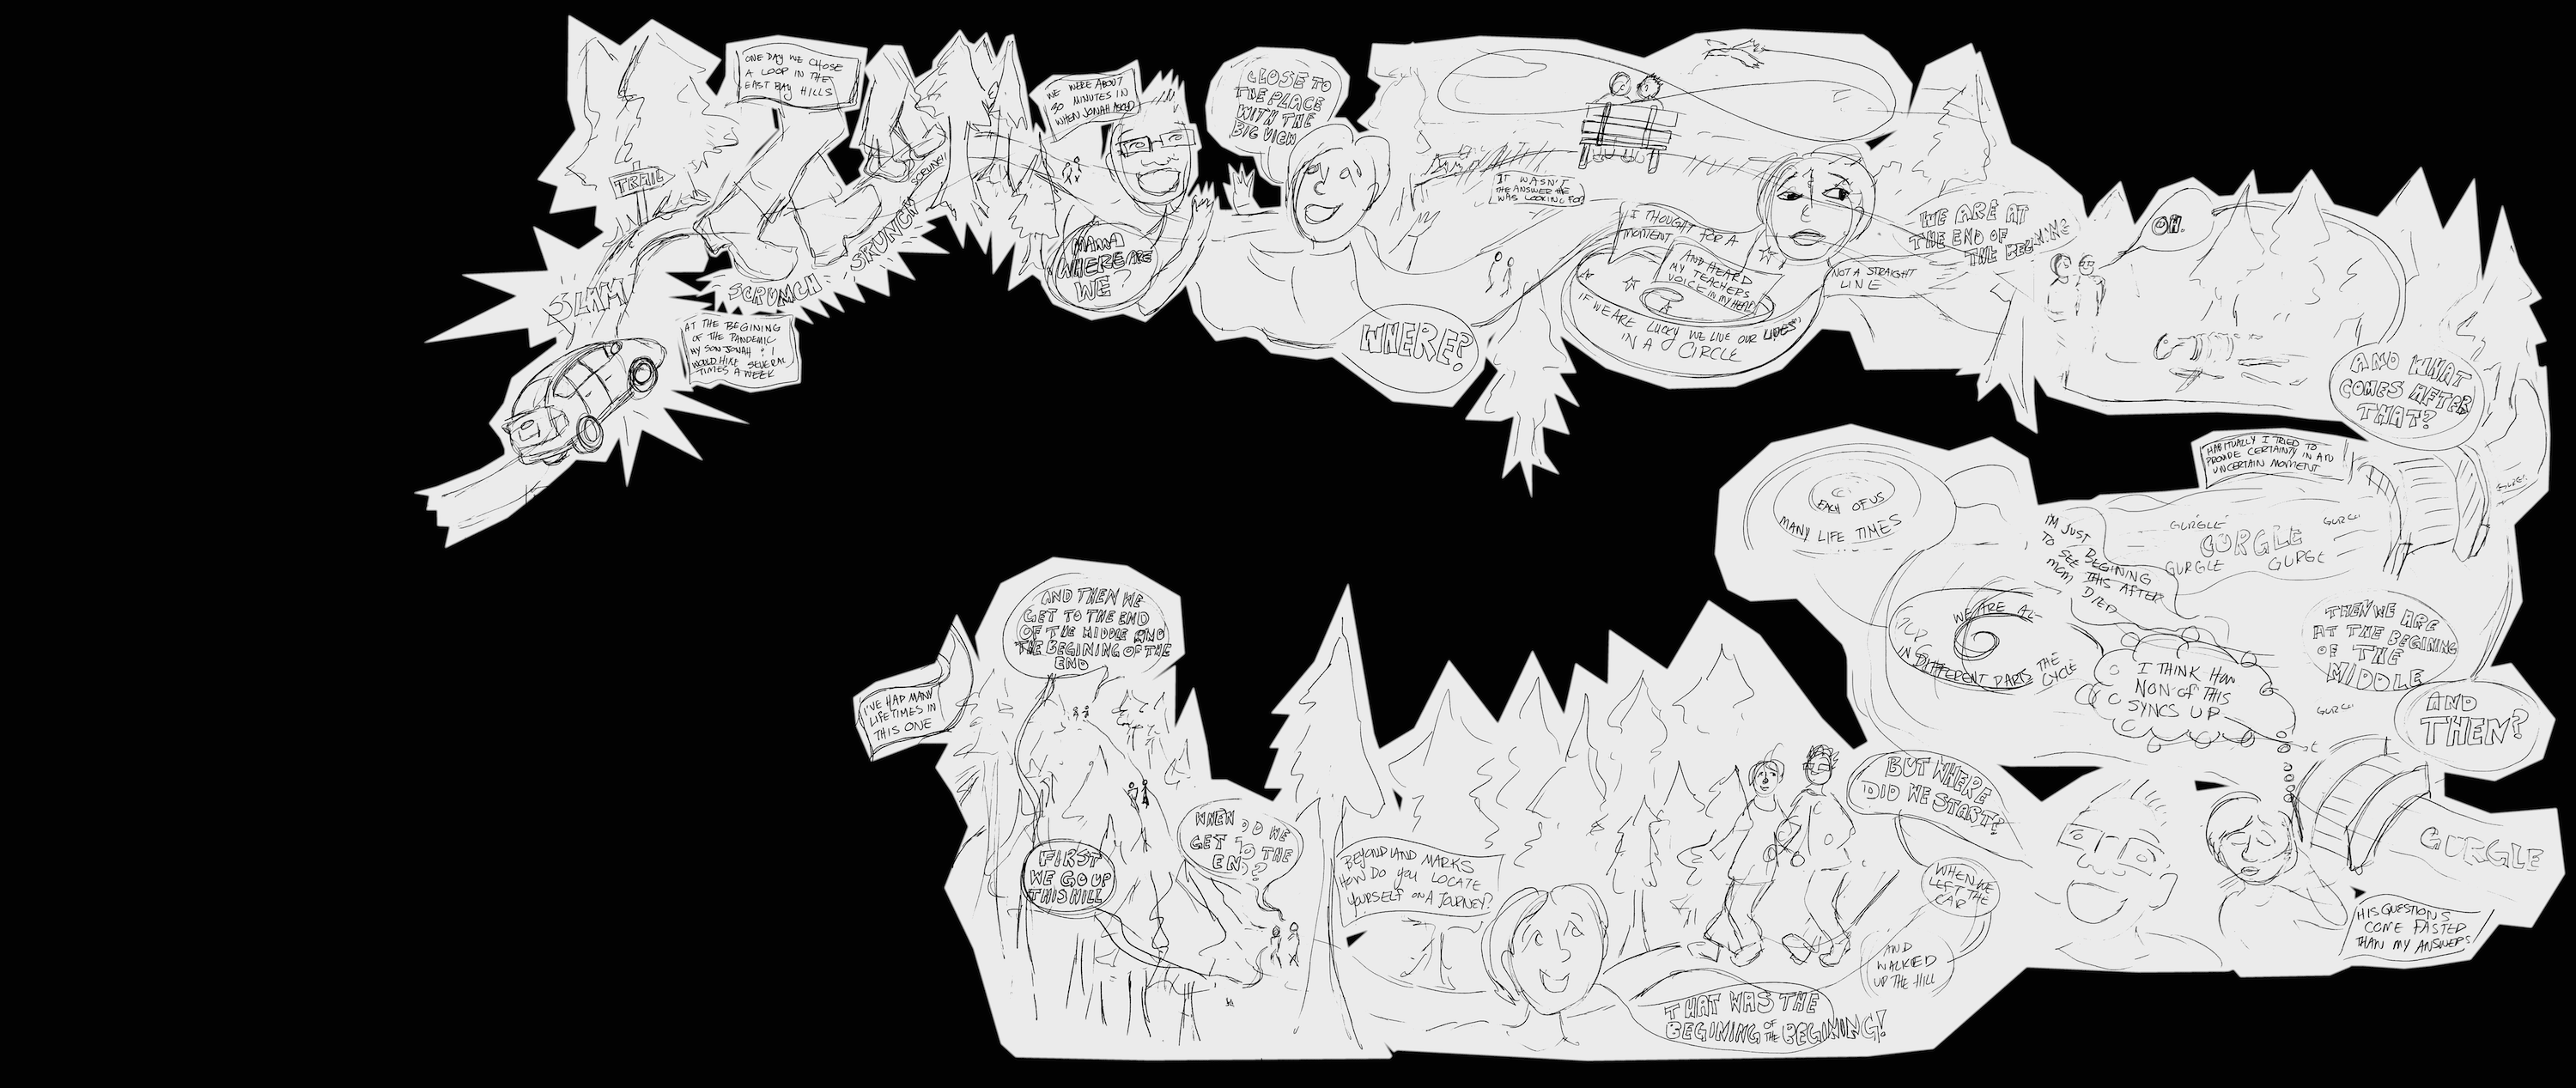 SLAM
AT THE BEGINING
OF THE PANDEMIC
MY SON JONAH & I
WOULD HIKE SEVERAL
TIMES A WEEK
TRAIL
ONE DAY WE CHOSE
A LOOP IN THE
EAST BAY HILLS
SCRUNCH
SKRUNCH
SCRUNCH
WE WERE ABOUT
30 MINUTES IN
WHEN JONAH ASKED
MAMA
WHERE ARE
WE?
CLOSE TO
THE PLACE
WITH THE
BIG VIEW
WHERE?
IT WASN'T
THE ANSWER HE
WAS LOOKING FOR
I THOUGHT FOR A
MOMENT
AND HEARD
MY TEACHERS
VOICE IN MY HEAD
IF WE ARE LUCKY WE LIVE OUR LIVES
IN A CIRCLE
NOT A STRAIGHT
LINE
WE ARE AT
THE END OF
THE BEGINING
OH.
AND WHAT
COMES AFTER
THAT?
HABITUALLY I TRIED TO
PROVIDE CERTAINTY IN AN
UNCERTAIN MOMENT
GURGLE
GURGLE
GURGLE
GURGLE
THEN WE ARE
AT THE BEGINING
OF THE
MIDDLE
AND
THEN?
GURGLE
HIS QUESTIONS
COME FASTED
THAN MY ANSWERS
I THINK HOW
NON OF THIS
SYNCS UP
I'M JUST
BEGINING
TO SEE THIS AFTER
MOM DIED
WE ARE AL-
IN DIFFERENT PARTS THE
CYCLE
EACH OF US
MANY LIFE TIMES
BUT WHERE
DID WE START?
WHEN WE
LEFT THE
CAR
AND
WALKED
UP THE HILL
THAT WAS THE
BEGINING OF THE BEGINING!
BEYOND LAND MARKS
HOW DO YOU LOCATE
YOURSELF ON A JOURNEY?
WHEN DO WE
GET TO THE
END?
FIRST
WE GO UP
THIS HILL
AND THEN WE
GET TO THE END
OF THE MIDDLE AND
THE BEGINING OF THE
END
I'VE HAD MANY
LIFETIMES IN
THIS ONE